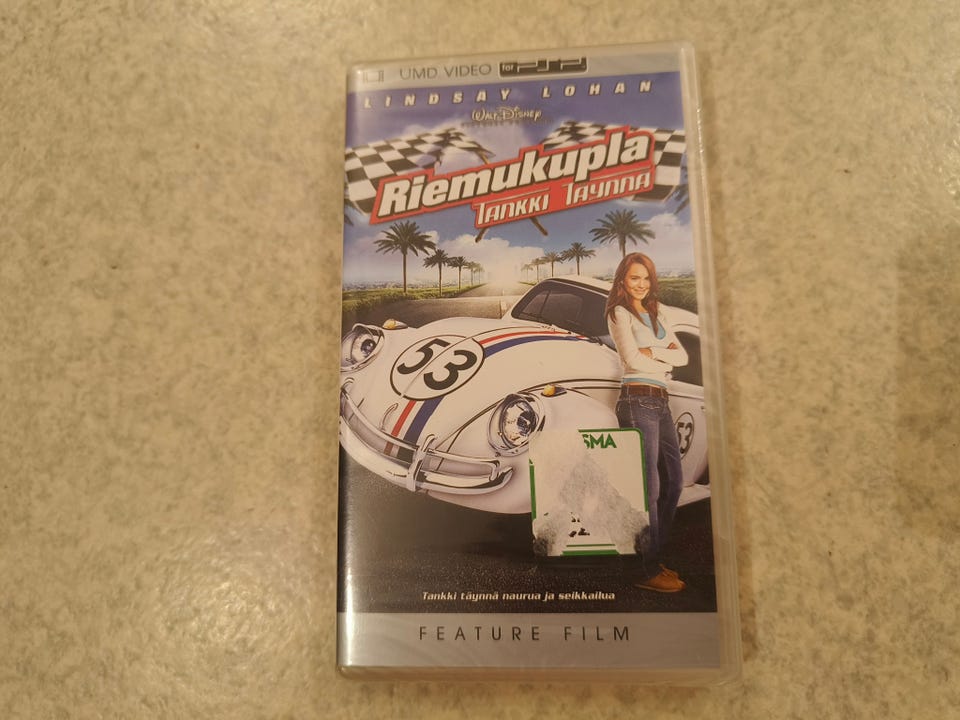 UMD VIDEO for PSP
LINDSAY LOHAN
WALT DISNEY
Riemukupla
TANKKI TÄYNNÄ
53
53
SMA
Tankki täynnä naurua ja seikkailua
FEATURE FILM